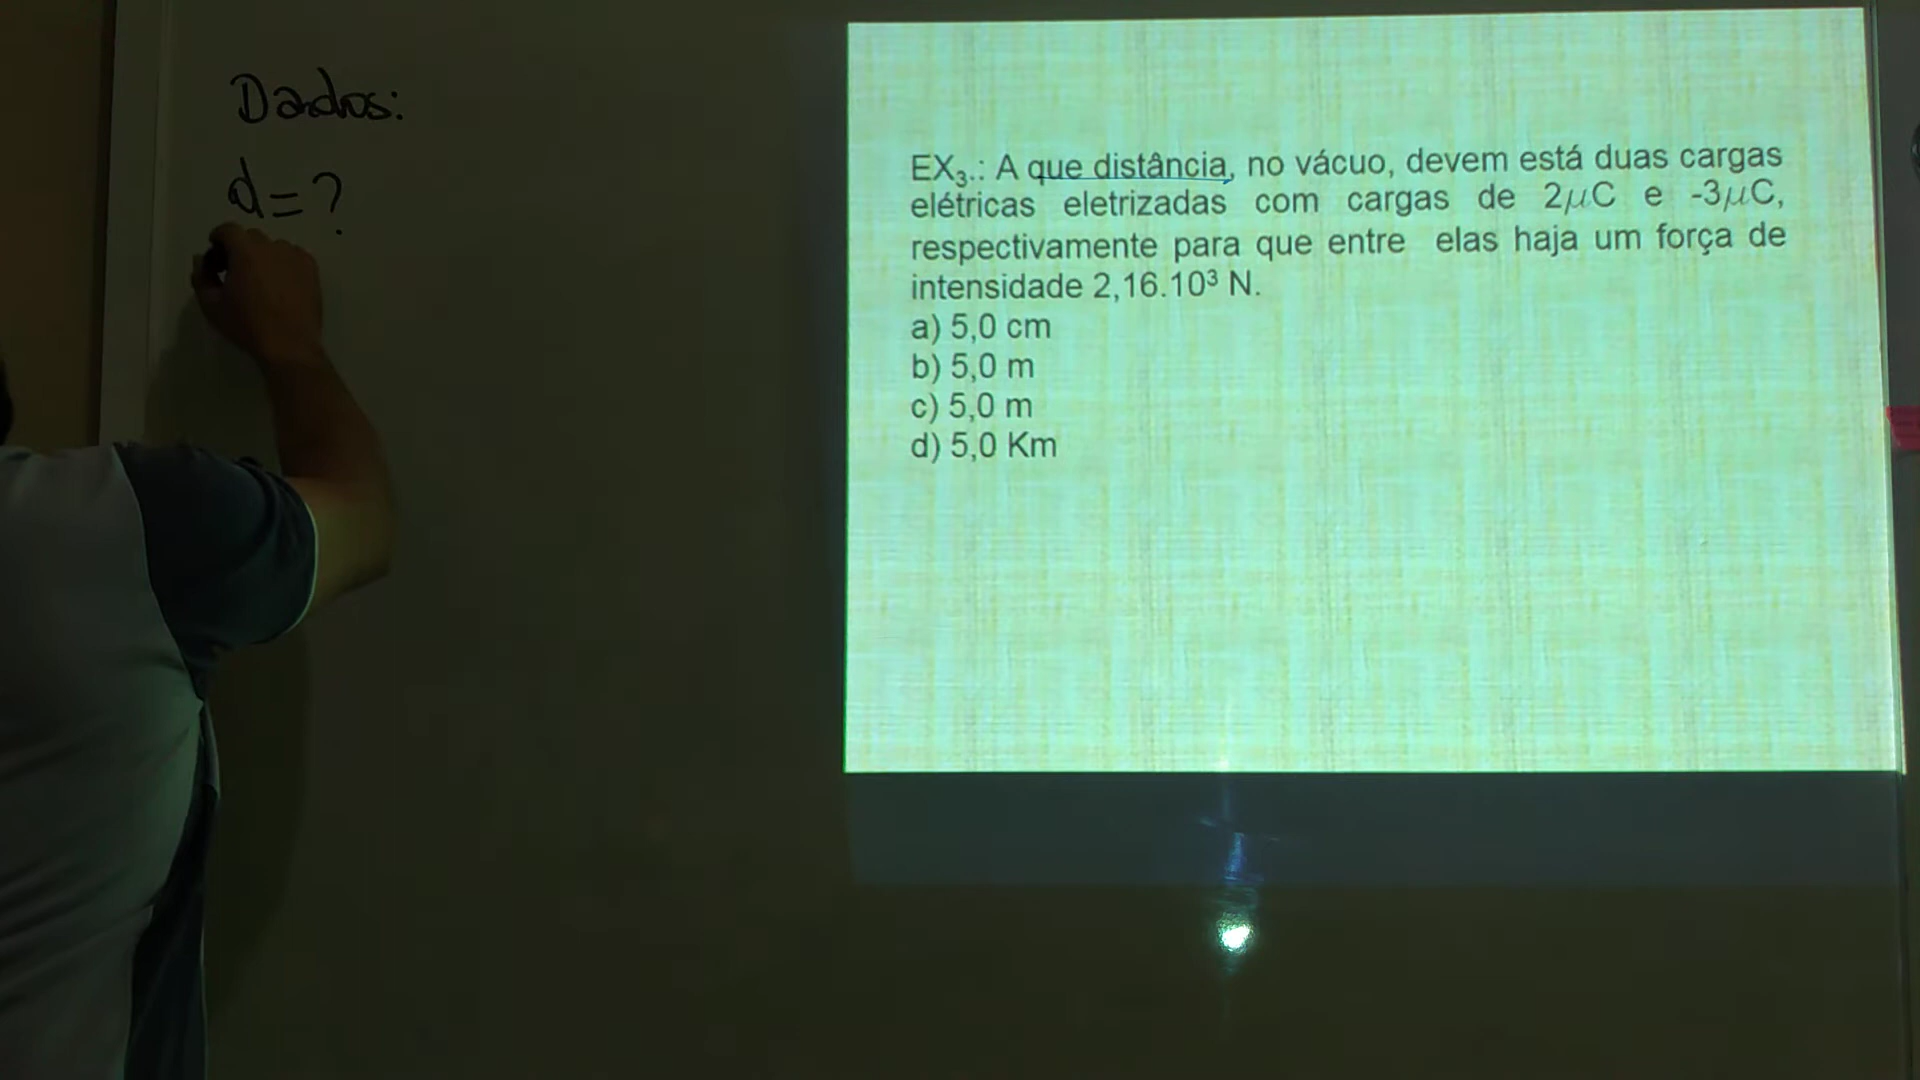 Dados:
d=?
EX₃.: A que distância, no vácuo, devem está duas cargas
elétricas eletrizadas com cargas de 2μC e -3μC,
respectivamente para que entre elas haja um força de
intensidade 2,16.10³ N.
a) 5,0 cm
b) 5,0 m
c) 5,0 m
d) 5,0 Km